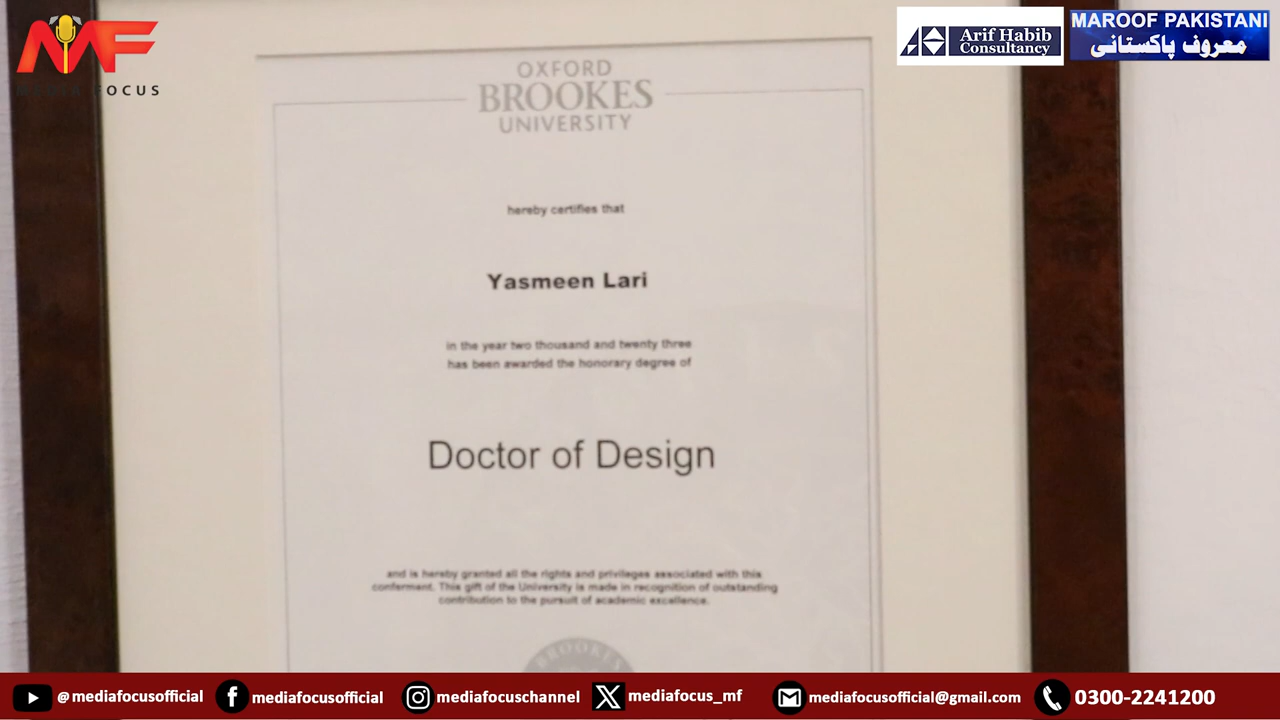 MF
MEDIA FOCUS
Arif Habib
Consultancy
MAROOF PAKISTANI
معروف پاکستانی
OXFORD
BROOKES
UNIVERSITY
hereby certifies that
Yasmeen Lari
in the year two thousand and twenty three
has been awarded the honorary degree of
Doctor of Design
and is hereby granted all the rights and privileges associated with this
conferment. This gift of the University is made in recognition of outstanding
contribution to the pursuit of academic excellence.
BROOKES
@mediafocusofficial
mediafocusofficial
mediafocuschannel
mediafocus_mf
mediafocusofficial@gmail.com
0300-2241200